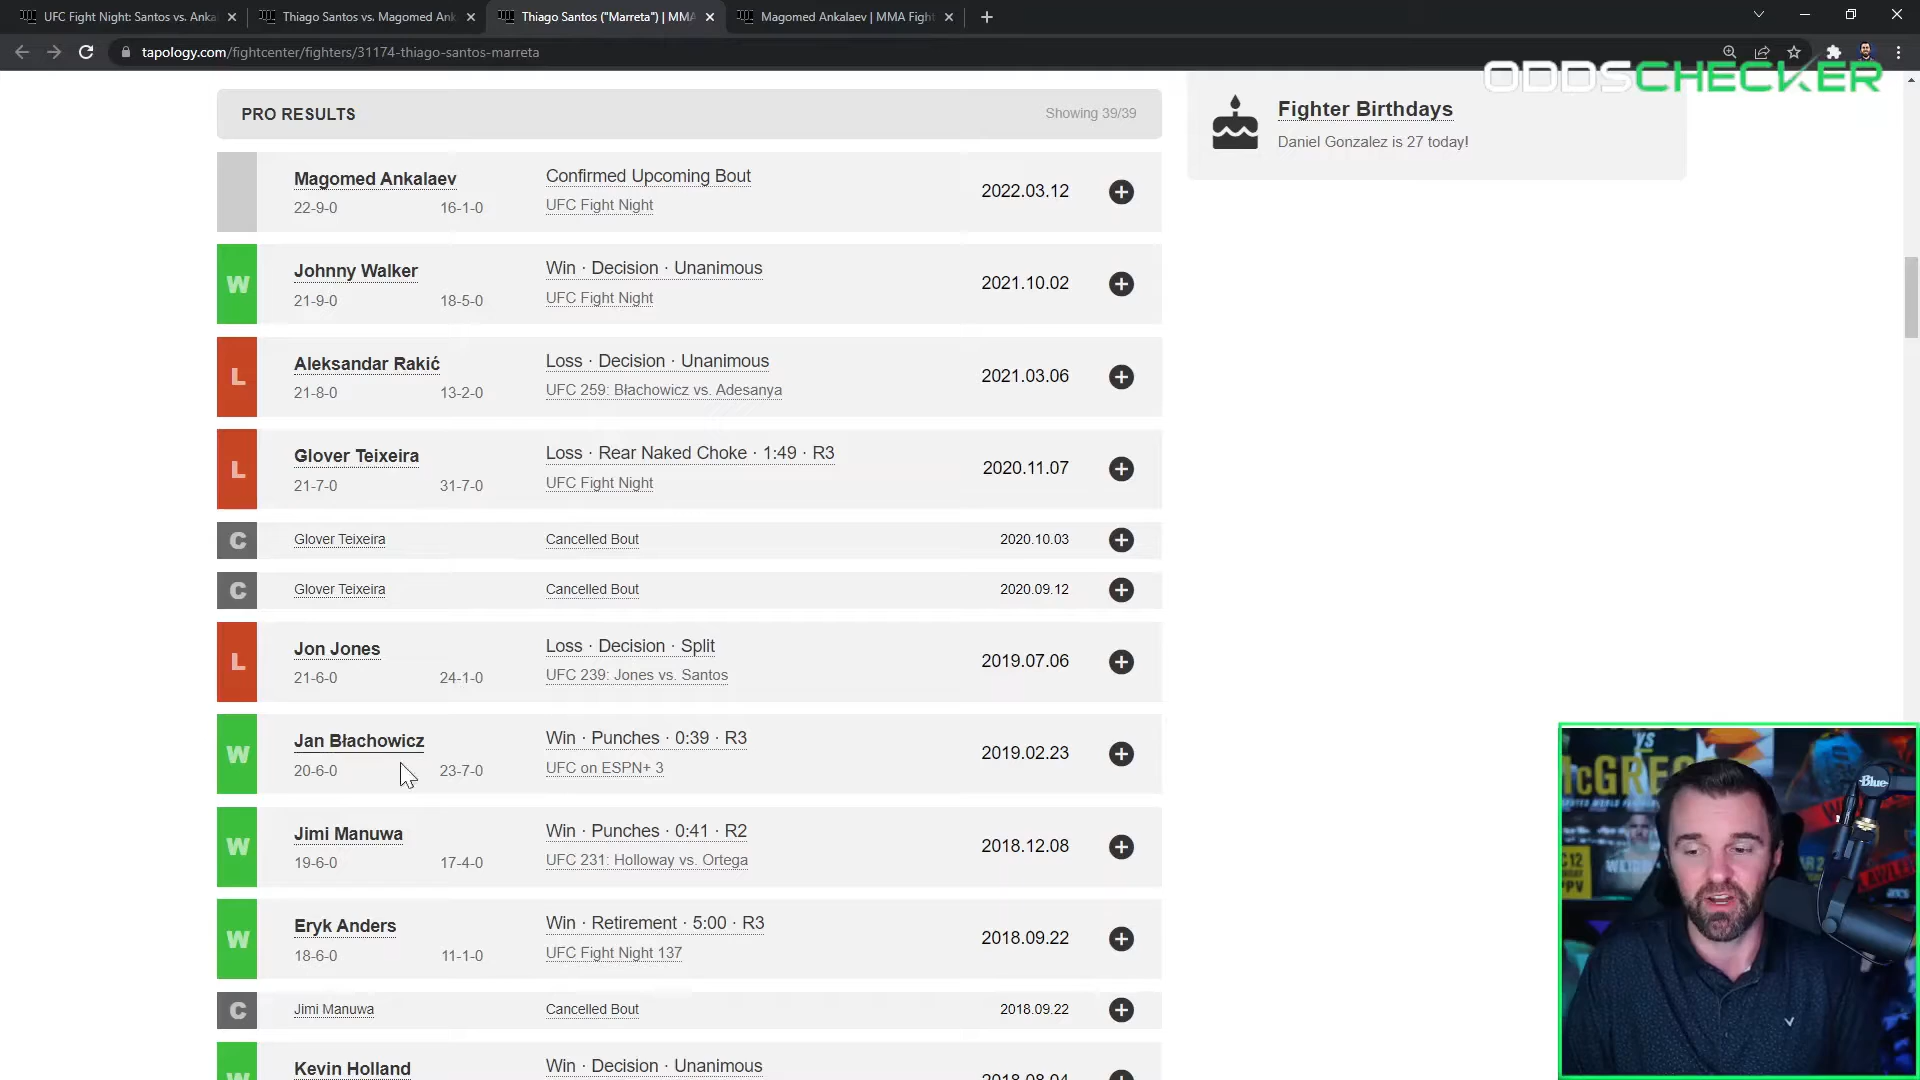 UFC Fight Night: Santos vs. Anka
Thiago Santos vs. Magomed Ank
Thiago Santos ("Marreta") | MMA
Magomed Ankalaev | MMA Fight
tapology.com/fightcenter/fighters/31174-thiago-santos-marreta
ODDSCHECKER
PRO RESULTS
Showing 39/39
Fighter Birthdays
Daniel Gonzalez is 27 today!
Magomed Ankalaev
Confirmed Upcoming Bout
2022.03.12
22-9-0
16-1-0
UFC Fight Night
W
Johnny Walker
Win · Decision · Unanimous
2021.10.02
21-9-0
18-5-0
UFC Fight Night
L
Aleksandar Rakić
Loss · Decision · Unanimous
2021.03.06
21-8-0
13-2-0
UFC 259: Błachowicz vs. Adesanya
L
Glover Teixeira
Loss · Rear Naked Choke · 1:49 · R3
2020.11.07
21-7-0
31-7-0
UFC Fight Night
C
Glover Teixeira
Cancelled Bout
2020.10.03
C
Glover Teixeira
Cancelled Bout
2020.09.12
L
Jon Jones
Loss · Decision · Split
2019.07.06
21-6-0
24-1-0
UFC 239: Jones vs. Santos
W
Jan Błachowicz
Win · Punches · 0:39 · R3
2019.02.23
20-6-0
23-7-0
UFC on ESPN+ 3
W
Jimi Manuwa
Win · Punches · 0:41 · R2
2018.12.08
19-6-0
17-4-0
UFC 231: Holloway vs. Ortega
W
Eryk Anders
Win · Retirement · 5:00 · R3
2018.09.22
18-6-0
11-1-0
UFC Fight Night 137
C
Jimi Manuwa
Cancelled Bout
2018.09.22
W
Kevin Holland
Win · Decision · Unanimous
2018.08.04
VS
McGRE
Blue
PPV